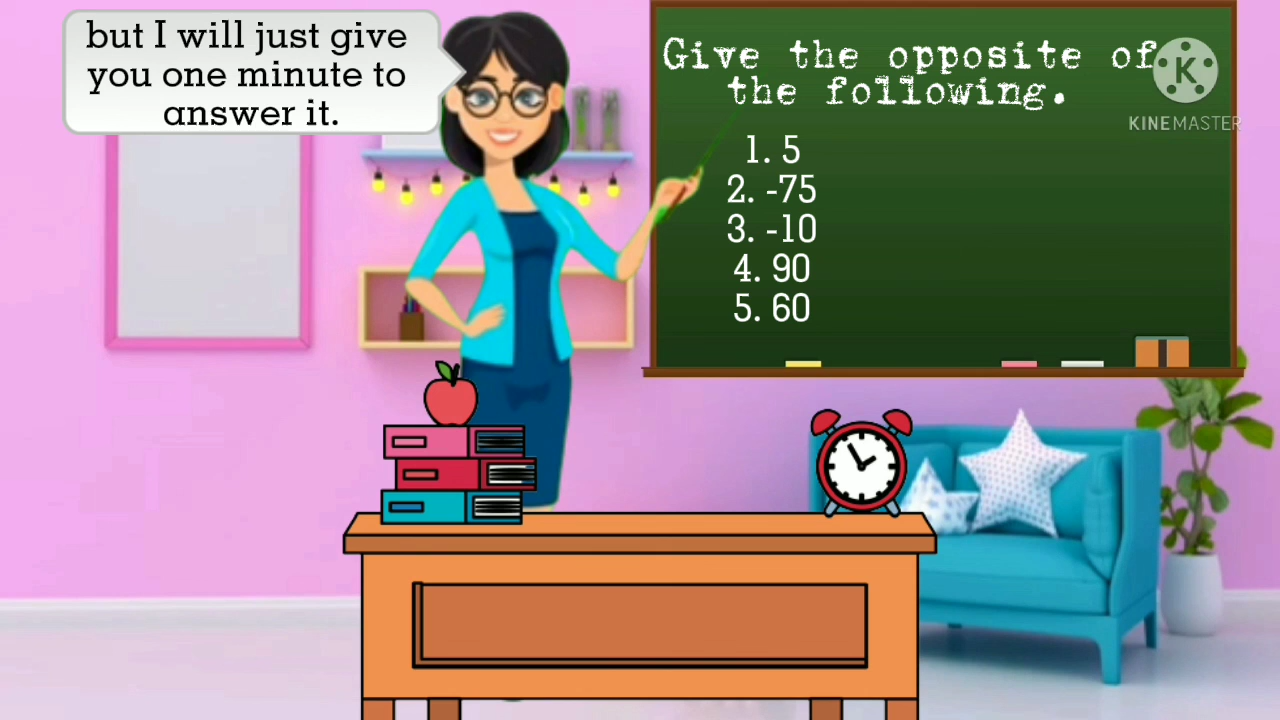 but I will just give
you one minute to
answer it.
Give the opposite of
the following.
1. 5
2. -75
3. -10
4. 90
5. 60
K
KINEMASTER